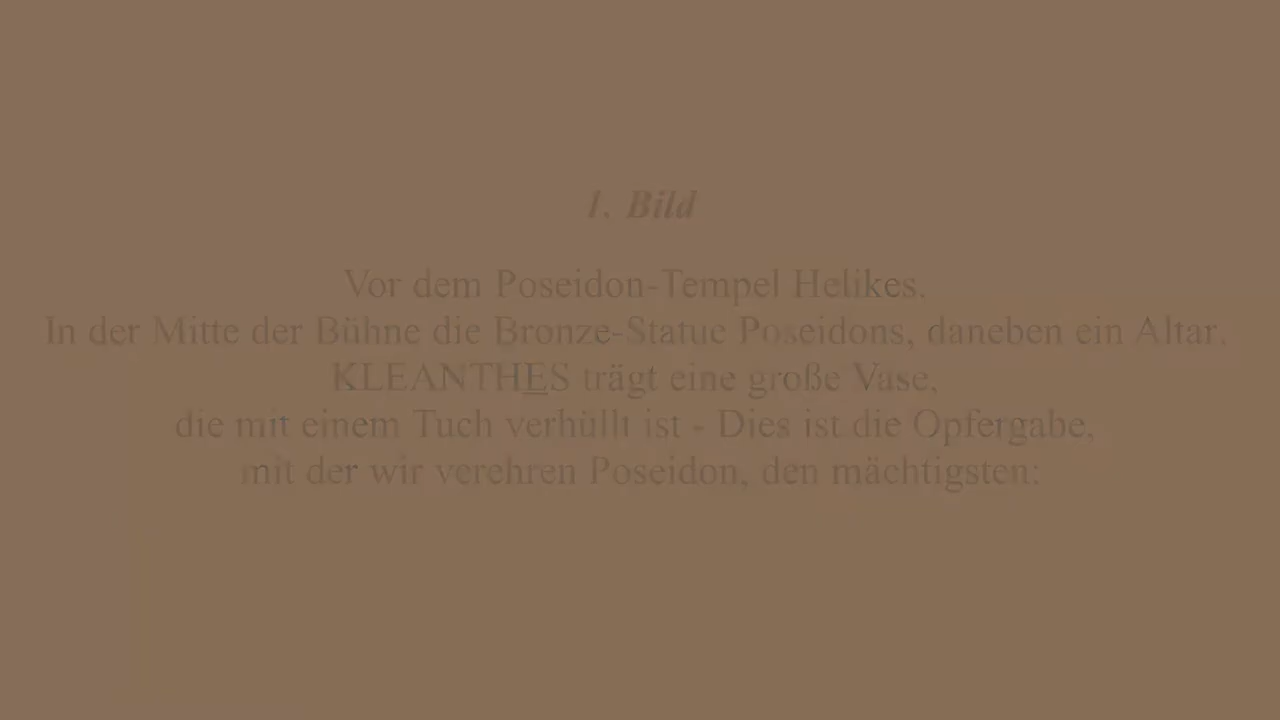 1. Bild
Vor dem Poseidon-Tempel Helikes.
In der Mitte der Bühne die Bronze-Statue Poseidons, daneben ein Altar.
KLEANTHES trägt eine große Vase,
die mit einem Tuch verhüllt ist - Dies ist die Opfergabe,
mit der wir verehren Poseidon, den mächtigsten: